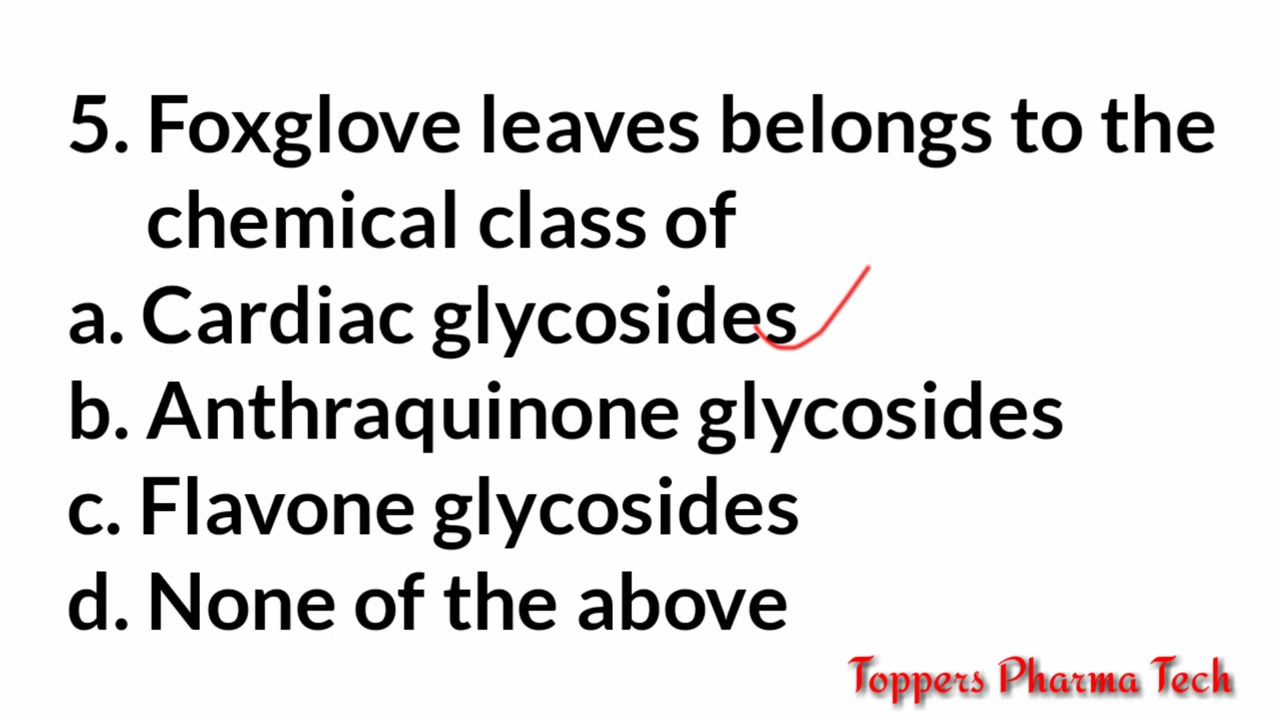 5. Foxglove leaves belongs to the
chemical class of
a. Cardiac glycosides
b. Anthraquinone glycosides
c. Flavone glycosides
d. None of the above
Toppers Pharma Tech